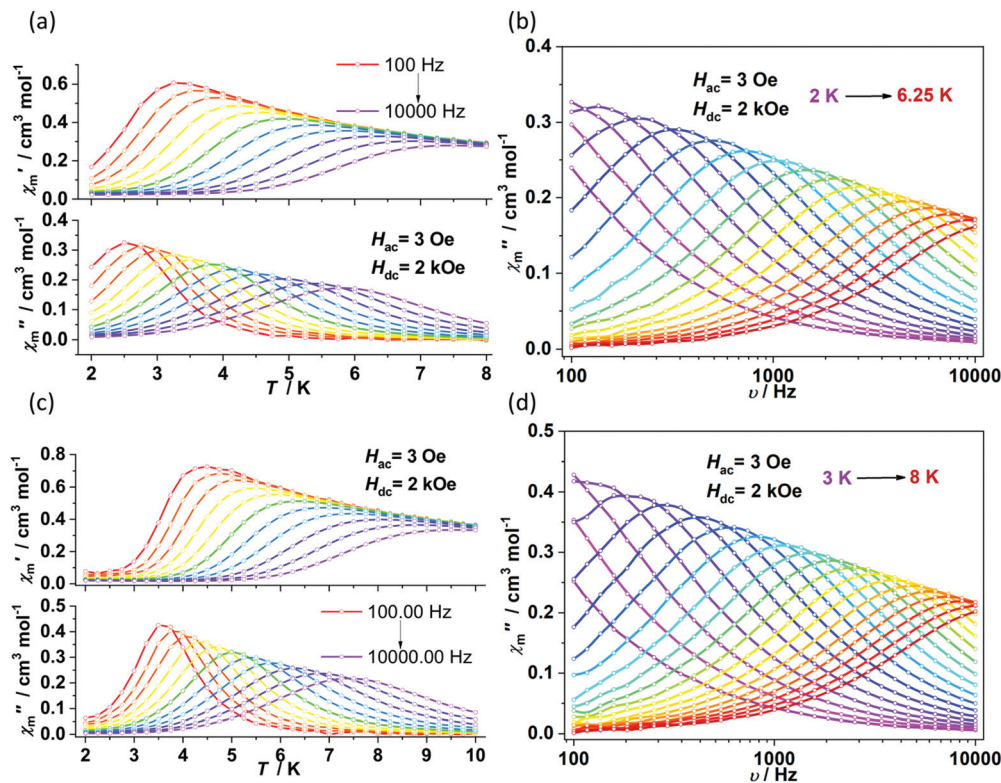 (a)
100 Hz
10000 Hz
χm′ / cm³ mol⁻¹
0.6
0.4
0.2
0.0
Hac= 3 Oe
Hdc= 2 kOe
χm″ / cm³ mol⁻¹
0.4
0.3
0.2
0.1
0.0
2 3 4 5 6 7 8
T / K
(b)
Hac= 3 Oe
Hdc= 2 kOe
2 K → 6.25 K
χm″ / cm³ mol⁻¹
0.4
0.3
0.2
0.1
0.0
100 1000 10000
υ / Hz
(c)
Hac= 3 Oe
Hdc= 2 kOe
χm′ / cm³ mol⁻¹
0.8
0.6
0.4
0.2
0.0
100.00 Hz
10000.00 Hz
χm″ / cm³ mol⁻¹
0.5
0.4
0.3
0.2
0.1
0.0
2 3 4 5 6 7 8 9 10
T / K
(d)
Hac= 3 Oe
Hdc= 2 kOe
3 K → 8 K
χm″ / cm³ mol⁻¹
0.5
0.4
0.3
0.2
0.1
0.0
100 1000 10000
υ / Hz